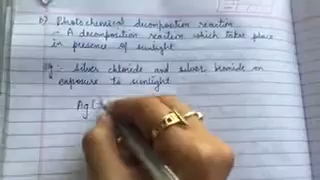 b) Photochemical decomposition reaction
- A decomposition reaction which takes place
in presence of sunlight
Eg :- Silver chloride and silver bromide on
exposure to sunlight
Ag